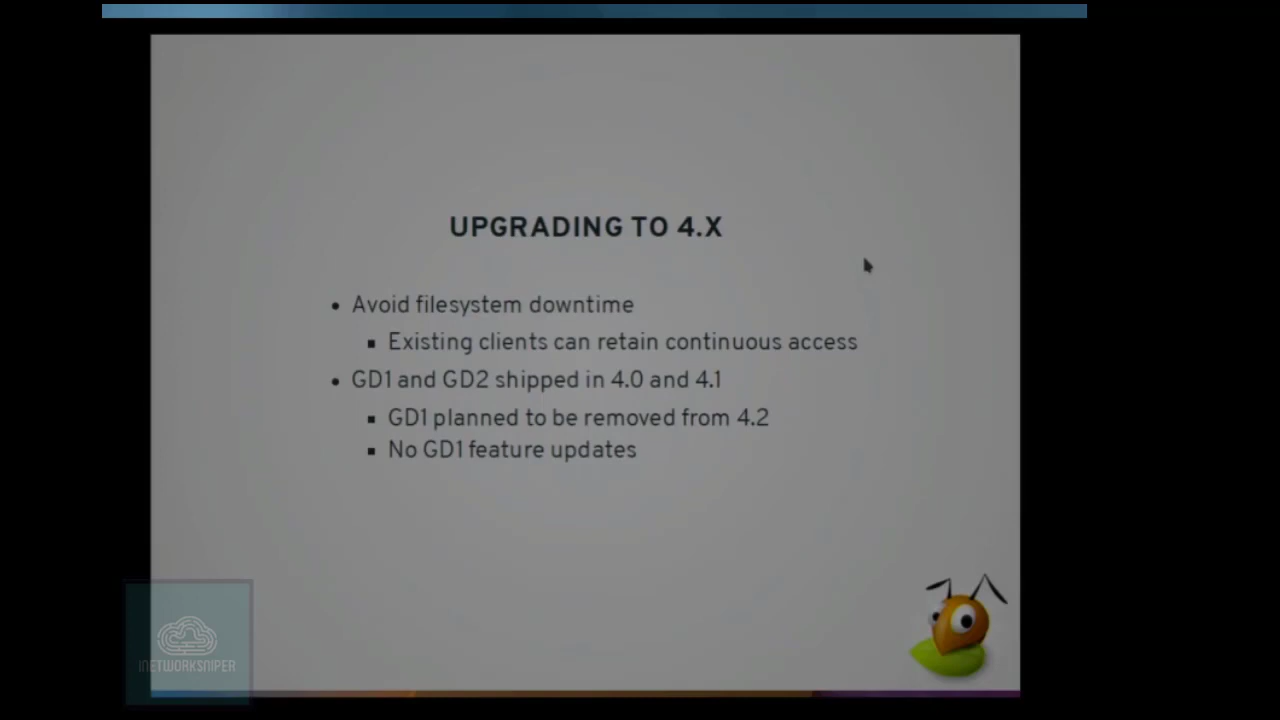 UPGRADING TO 4.X
• Avoid filesystem downtime
▪ Existing clients can retain continuous access
• GD1 and GD2 shipped in 4.0 and 4.1
▪ GD1 planned to be removed from 4.2
▪ No GD1 feature updates
INETWORKSNIPER